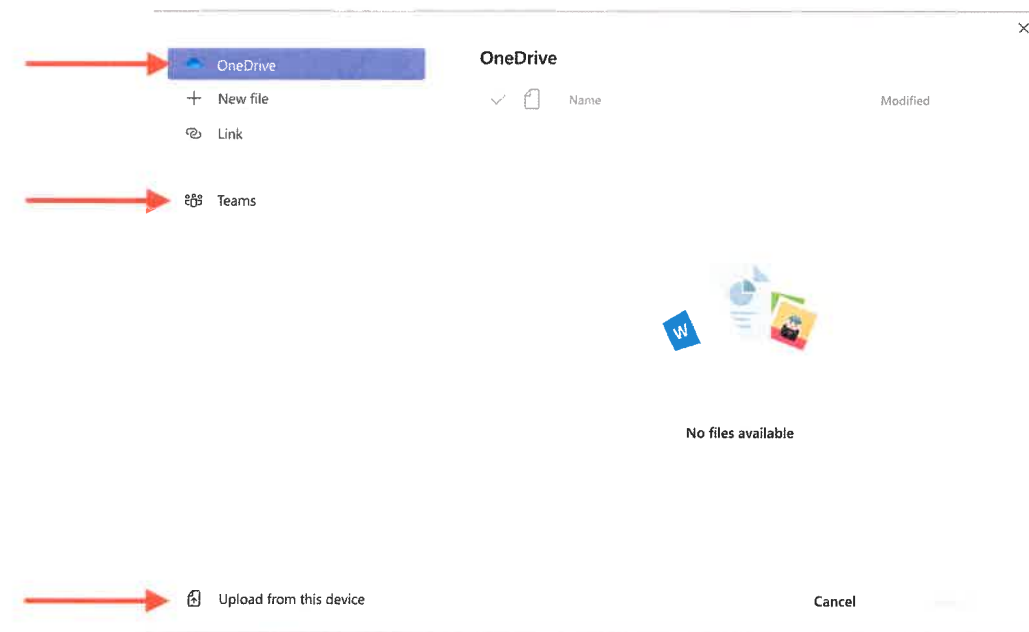 OneDrive
New file
Link
Teams
Upload from this device
OneDrive
Name Modified
W
No files available
Cancel